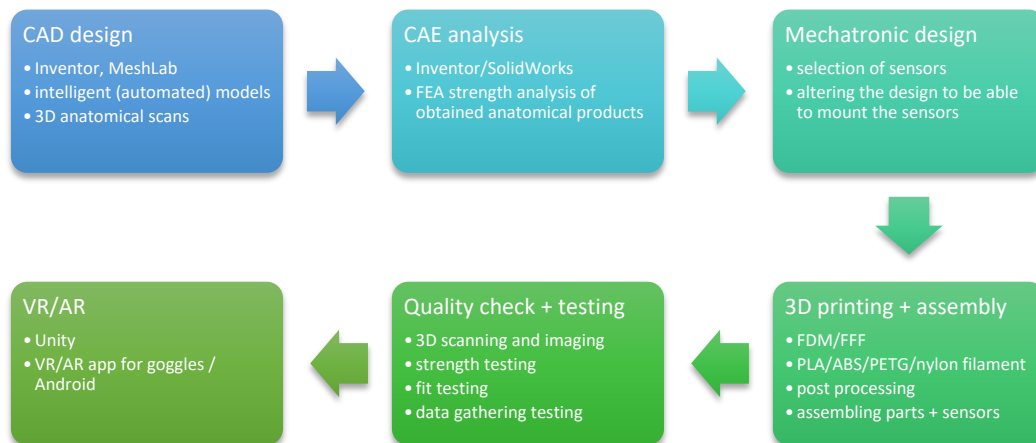 CAD design
• Inventor, MeshLab
• intelligent (automated) models
• 3D anatomical scans
CAE analysis
• Inventor/SolidWorks
• FEA strength analysis of
obtained anatomical products
Mechatronic design
• selection of sensors
• altering the design to be able
to mount the sensors
3D printing + assembly
• FDM/FFF
• PLA/ABS/PETG/nylon filament
• post processing
• assembling parts + sensors
Quality check + testing
• 3D scanning and imaging
• strength testing
• fit testing
• data gathering testing
VR/AR
• Unity
• VR/AR app for goggles /
Android